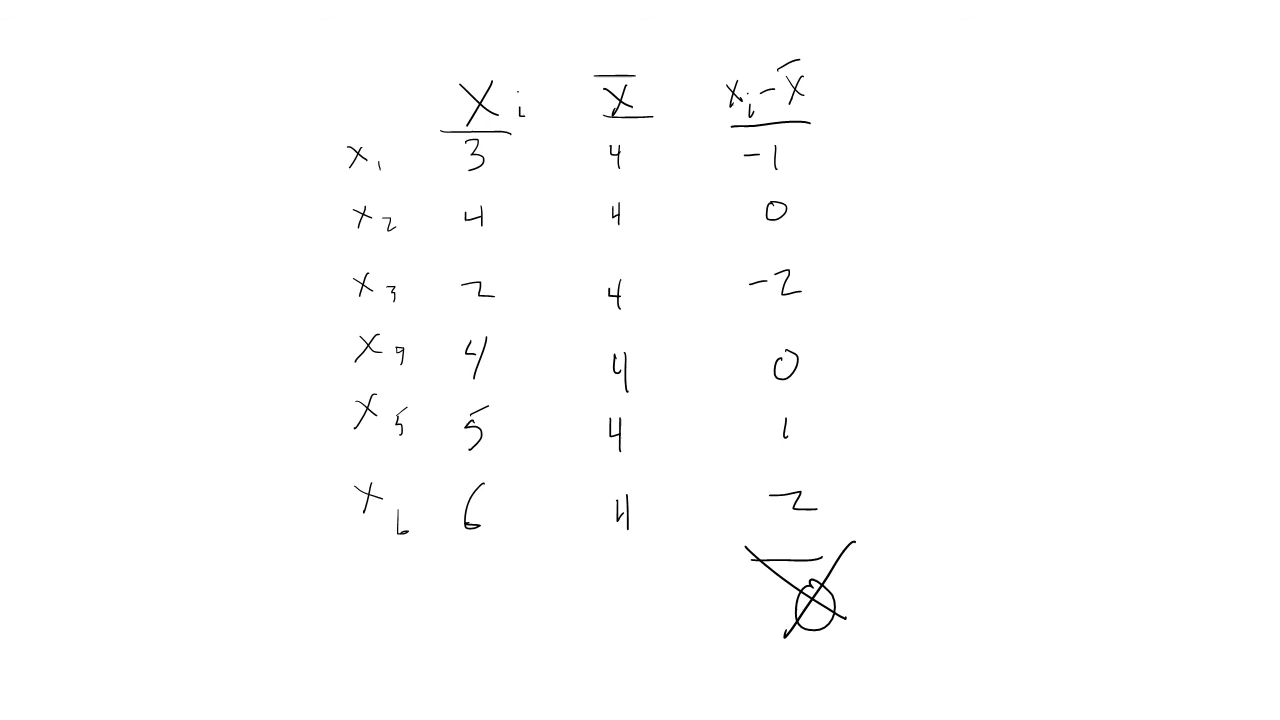 xᵢ x̄ xᵢ-x̄
x₁ 3 4 -1
x₂ 4 4 0
x₃ 2 4 -2
x₄ 4 4 0
x₅ 5 4 1
x₆ 6 4 2
0